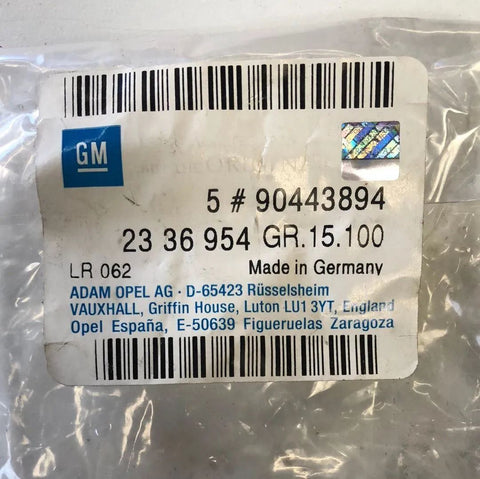 GM
5 # 90443894
23 36 954 GR.15.100
LR 062 Made in Germany
ADAM OPEL AG · D-65423 Rüsselsheim
VAUXHALL, Griffin House, Luton LU1 3YT, England
Opel España, E-50639 Figueruelas Zaragoza